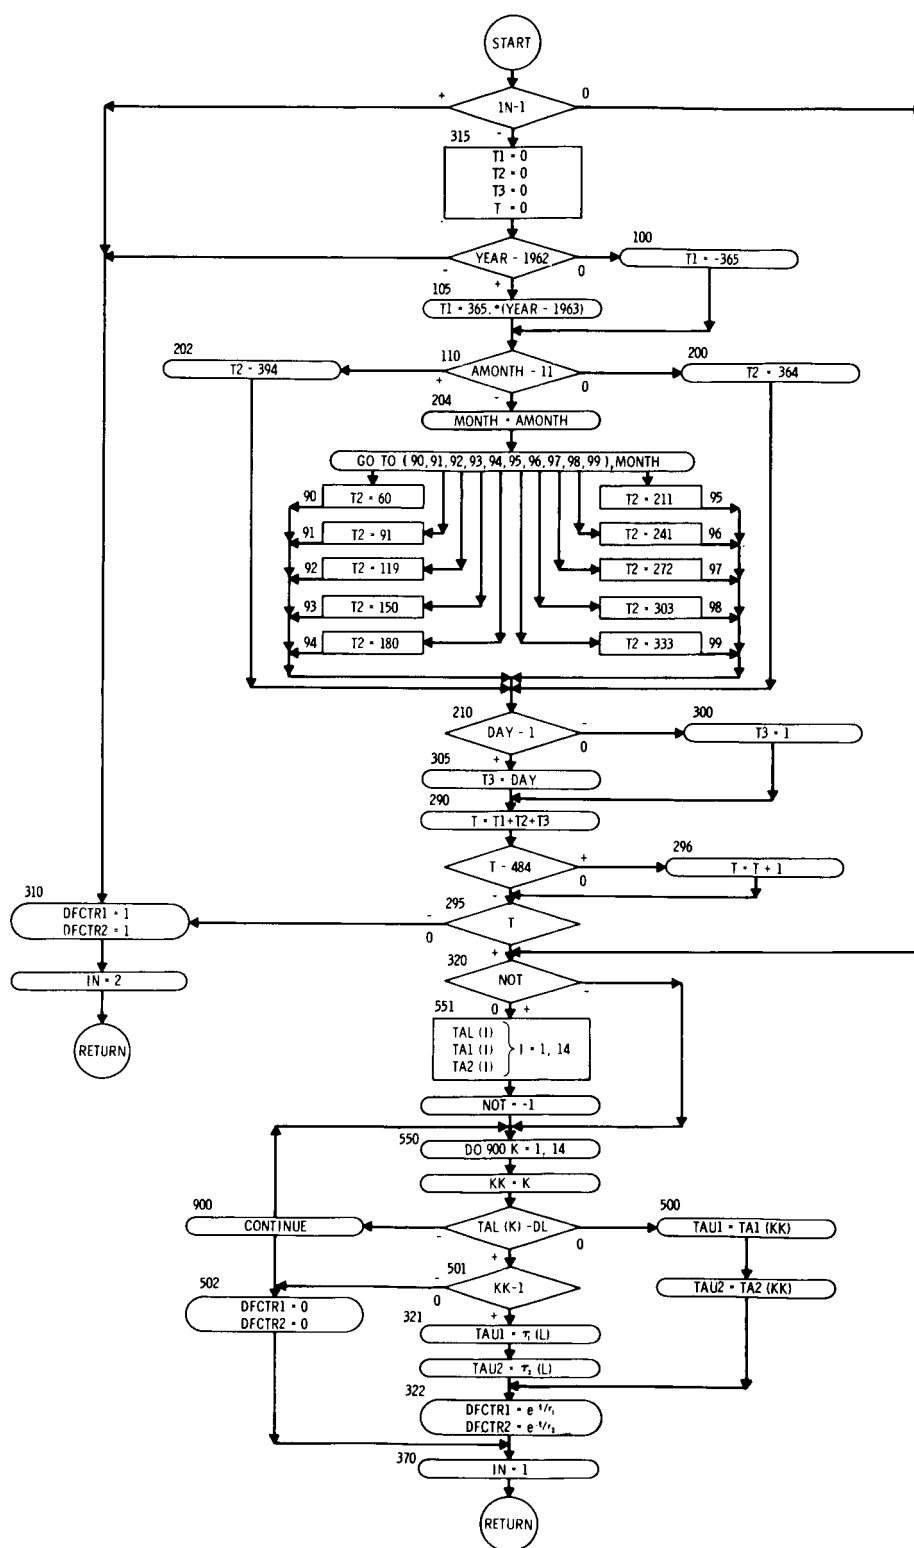 START
+
IN-1
0
-
315
T1 = 0
T2 = 0
T3 = 0
T = 0
YEAR - 1962
-
0
+
100
T1 = -365
105
T1 = 365.*(YEAR - 1963)
202
T2 = 394
110
AMONTH - 11
+
0
-
200
T2 = 364
204
MONTH = AMONTH
GO TO (90, 91, 92, 93, 94, 95, 96, 97, 98, 99), MONTH
90 T2 = 60
T2 = 211 95
91 T2 = 91
T2 = 241 96
92 T2 = 119
T2 = 272 97
93 T2 = 150
T2 = 303 98
94 T2 = 180
T2 = 333 99
210
DAY - 1
-
0
+
300
T3 = 1
305
T3 = DAY
290
T = T1+T2+T3
T - 484
+
0
-
296
T = T + 1
310
DFCTR1 = 1
DFCTR2 = 1
295
T
-
0
+
320
NOT
-
0 +
IN = 2
RETURN
551
TAL (I)
TA1 (I) } I = 1, 14
TA2 (I)
NOT = -1
550
DO 900 K = 1, 14
KK = K
900
CONTINUE
TAL (K) -DL
-
0
+
500
TAU1 = TA1 (KK)
501
KK-1
-
0
+
TAU2 = TA2 (KK)
502
DFCTR1 = 0
DFCTR2 = 0
321
TAU1 = τ₁ (L)
TAU2 = τ₂ (L)
322
DFCTR1 = e^-t/τ₁
DFCTR2 = e^-t/τ₂
370
IN = 1
RETURN